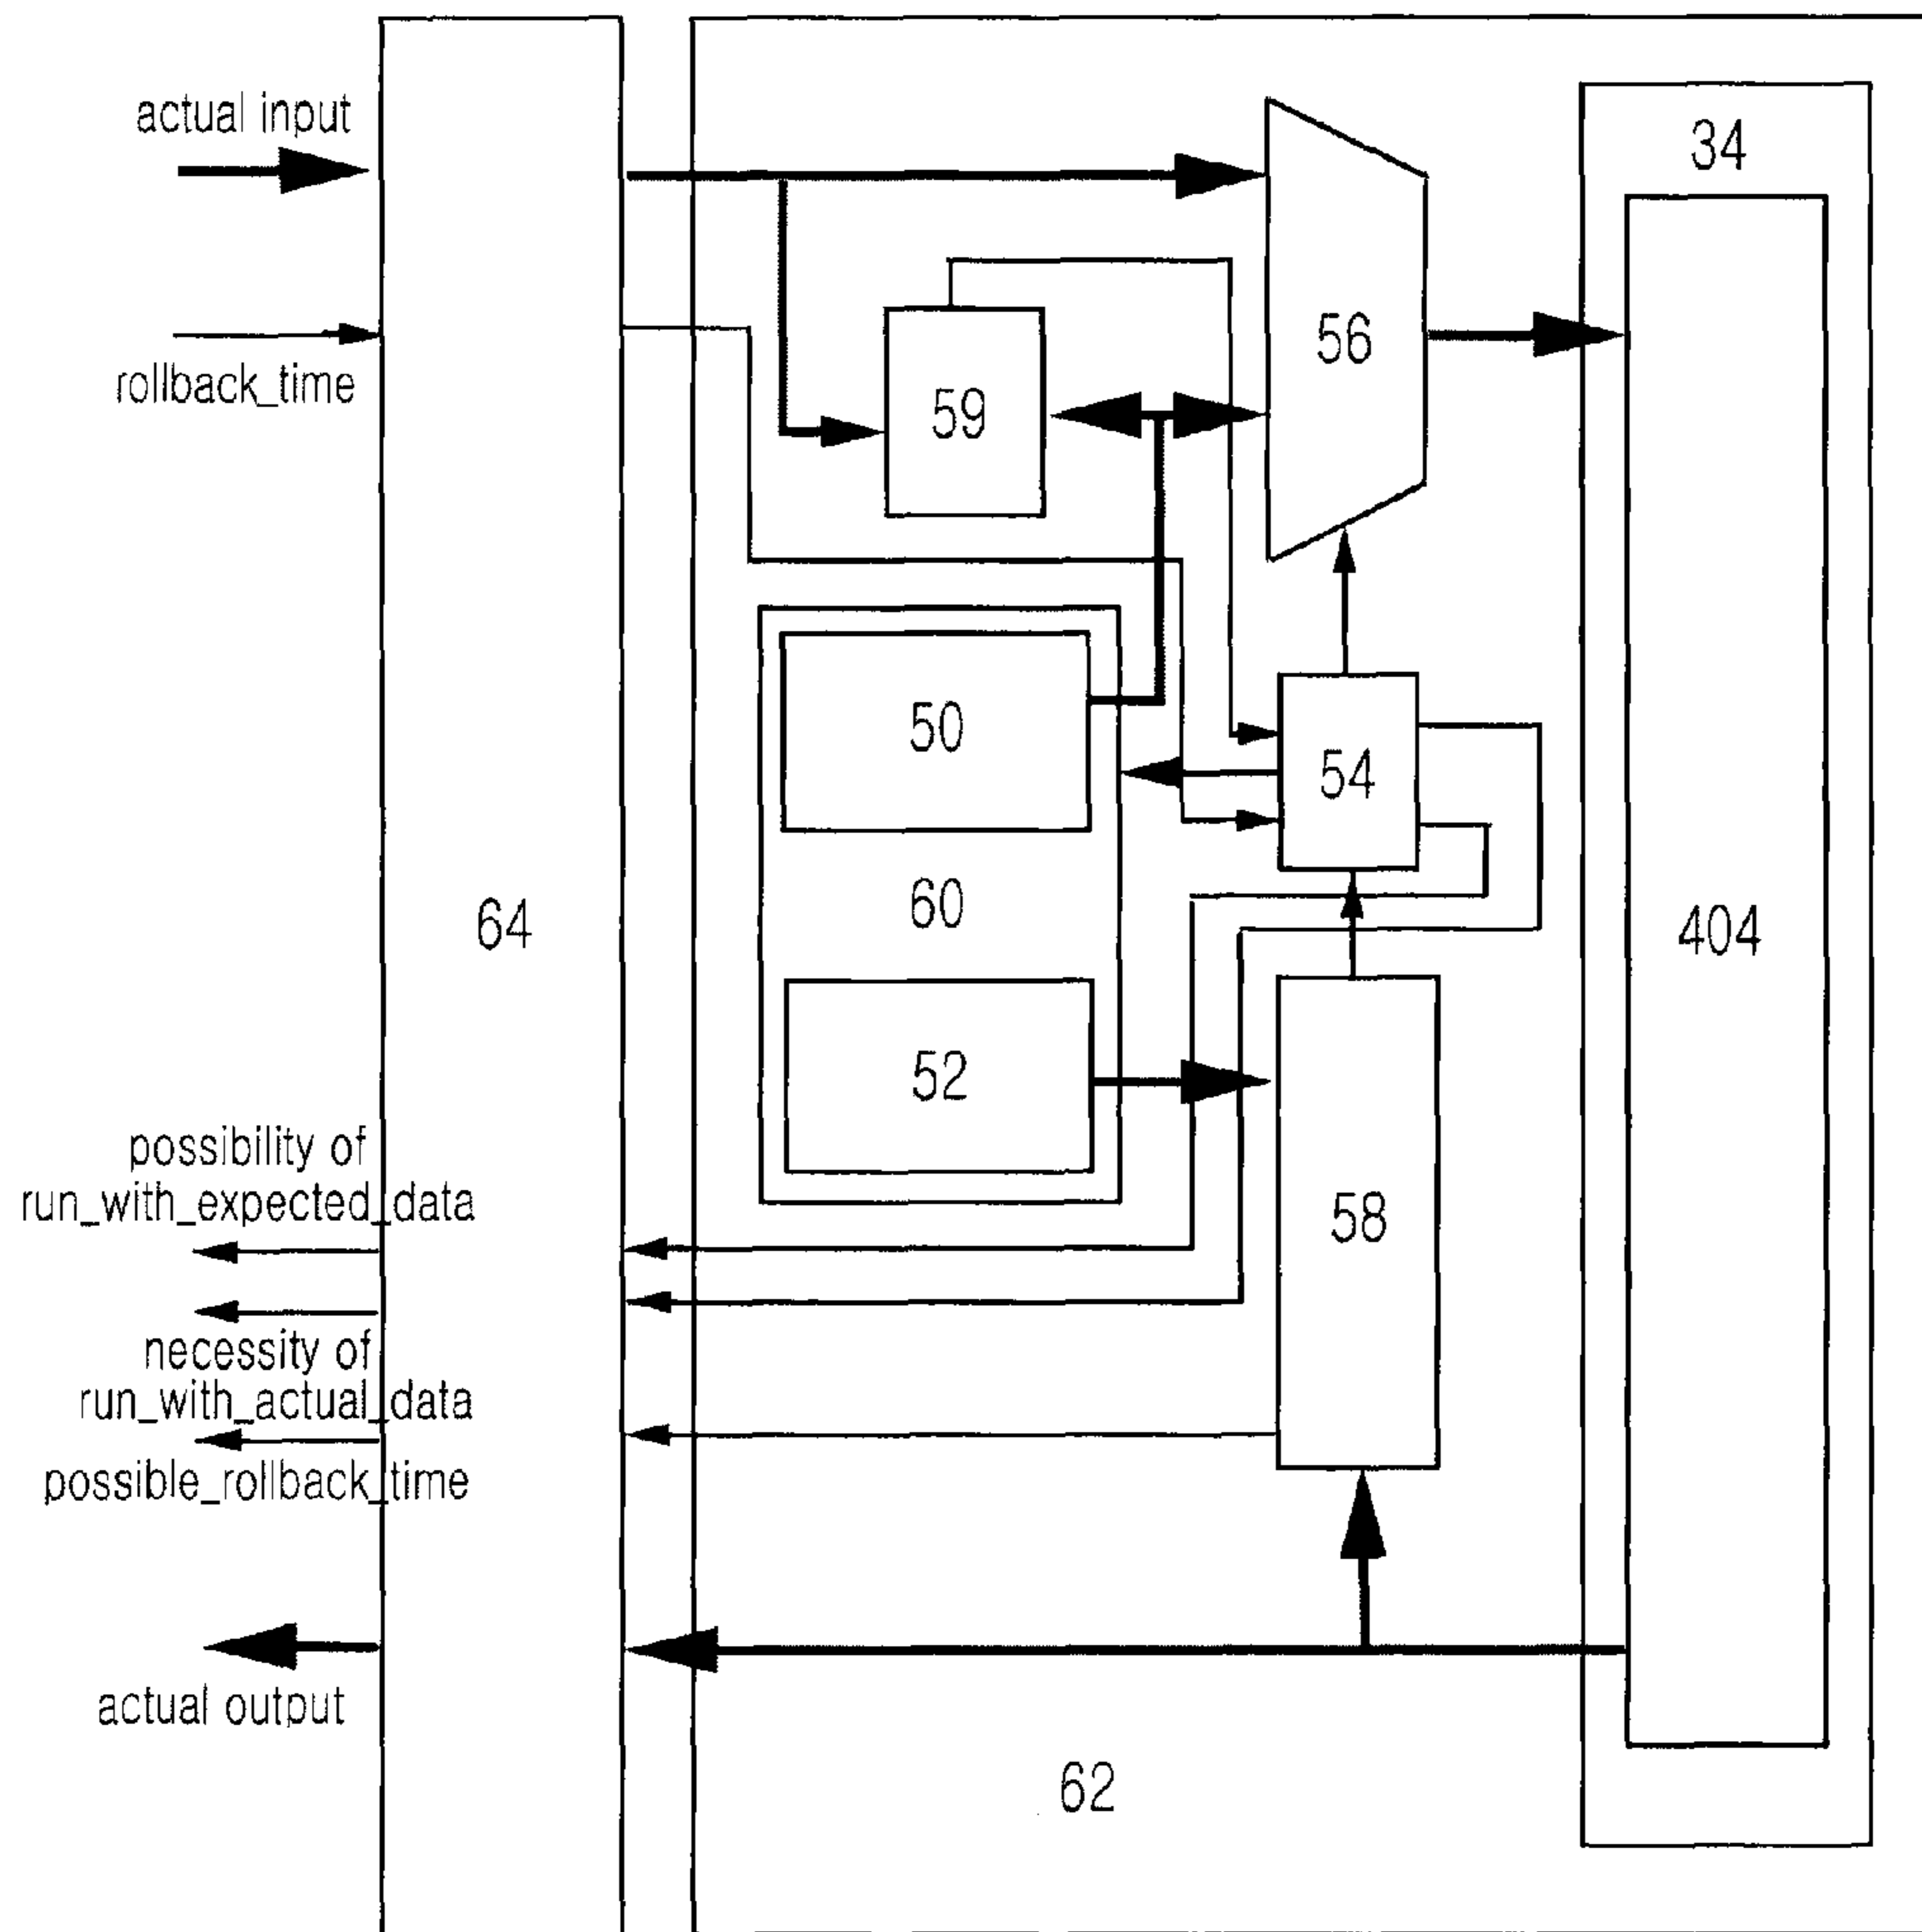 actual input
34
56
rollback_time
59
50
54
64
60
404
52
possibility of
run_with_expected_data
58
necessity of
run_with_actual_data
possible_rollback_time
actual output
62